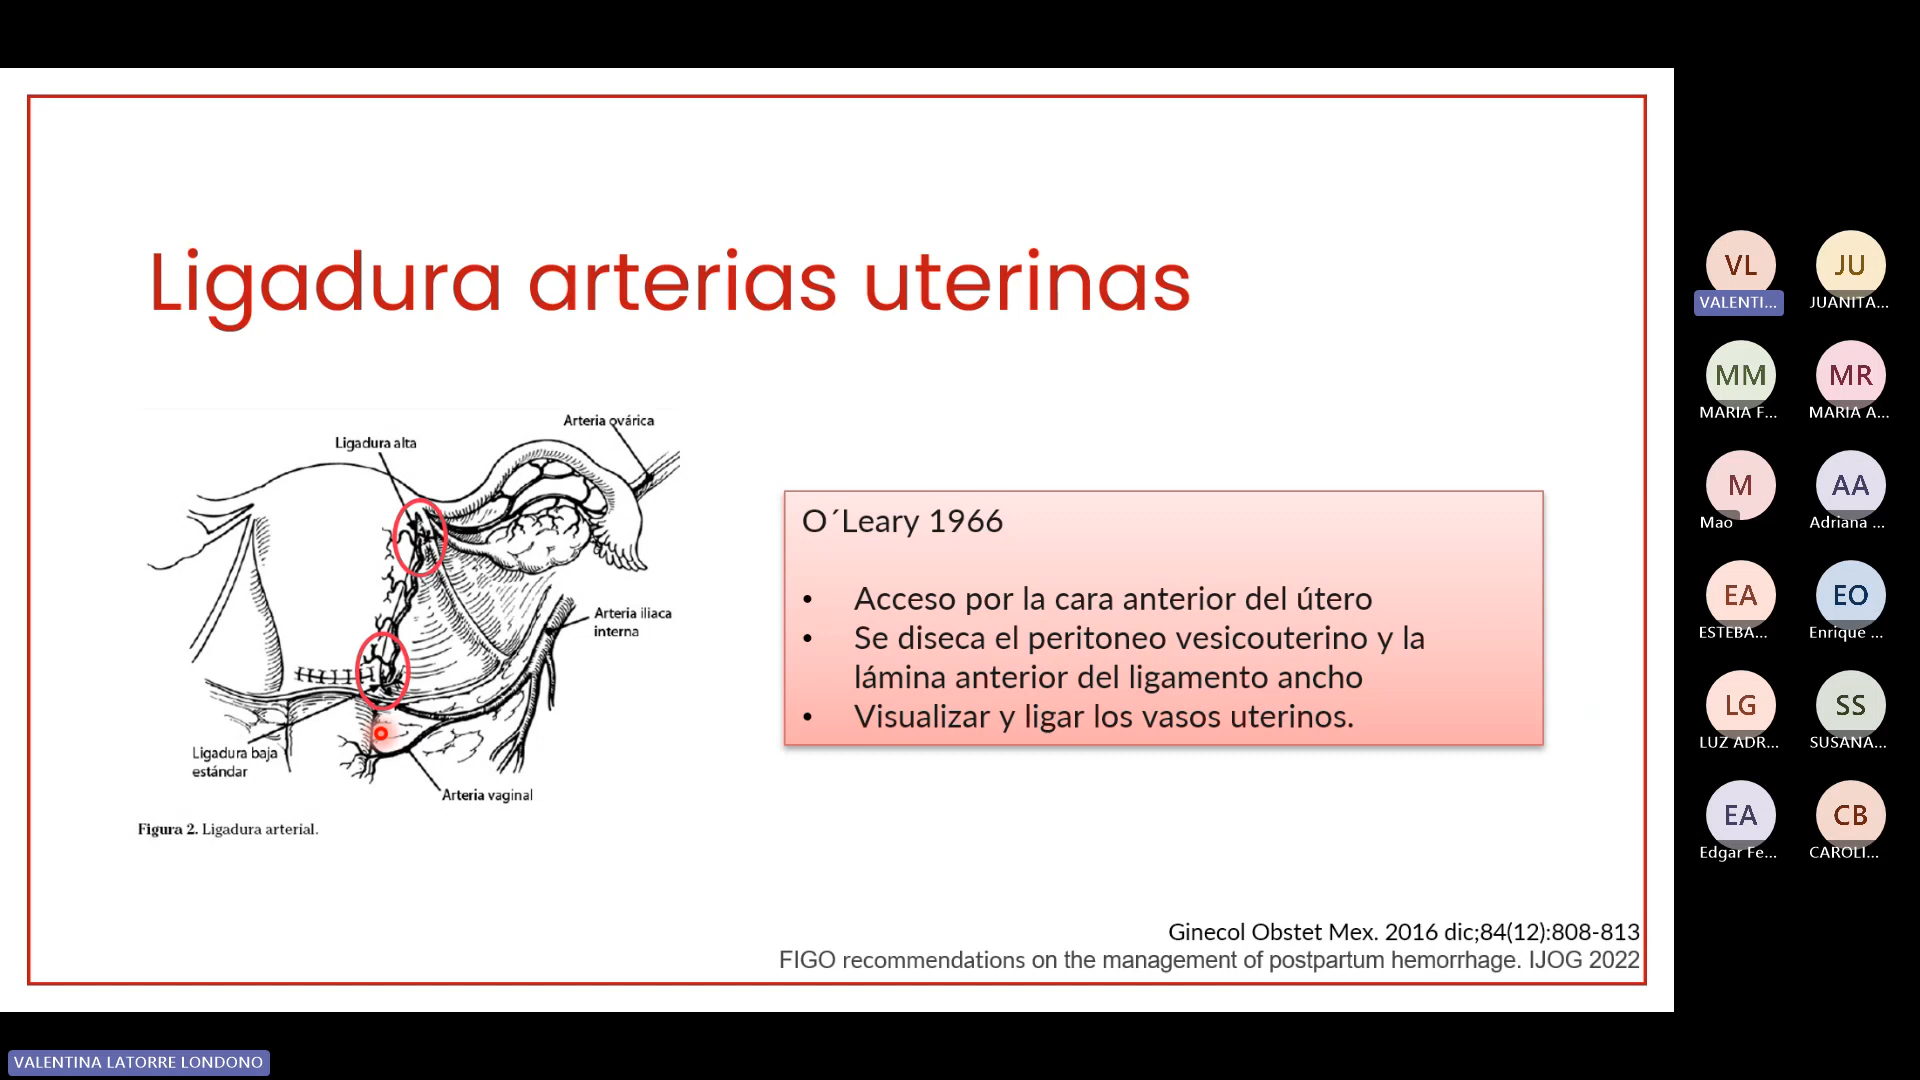 Ligadura arterias uterinas
Arteria ovárica
Ligadura alta
Arteria iliaca
interna
Ligadura baja
estándar
Arteria vaginal
Figura 2. Ligadura arterial.
O´Leary 1966
• Acceso por la cara anterior del útero
• Se diseca el peritoneo vesicouterino y la
lámina anterior del ligamento ancho
• Visualizar y ligar los vasos uterinos.
Ginecol Obstet Mex. 2016 dic;84(12):808-813
FIGO recommendations on the management of postpartum hemorrhage. IJOG 2022
VL
VALENTI...
JU
JUANITA...
MM
MARIA F...
MR
MARIA A...
M
Mao
AA
Adriana ...
EA
ESTEBA...
EO
Enrique ...
LG
LUZ ADR...
SS
SUSANA...
EA
Edgar Fe...
CB
CAROLI...
VALENTINA LATORRE LONDONO